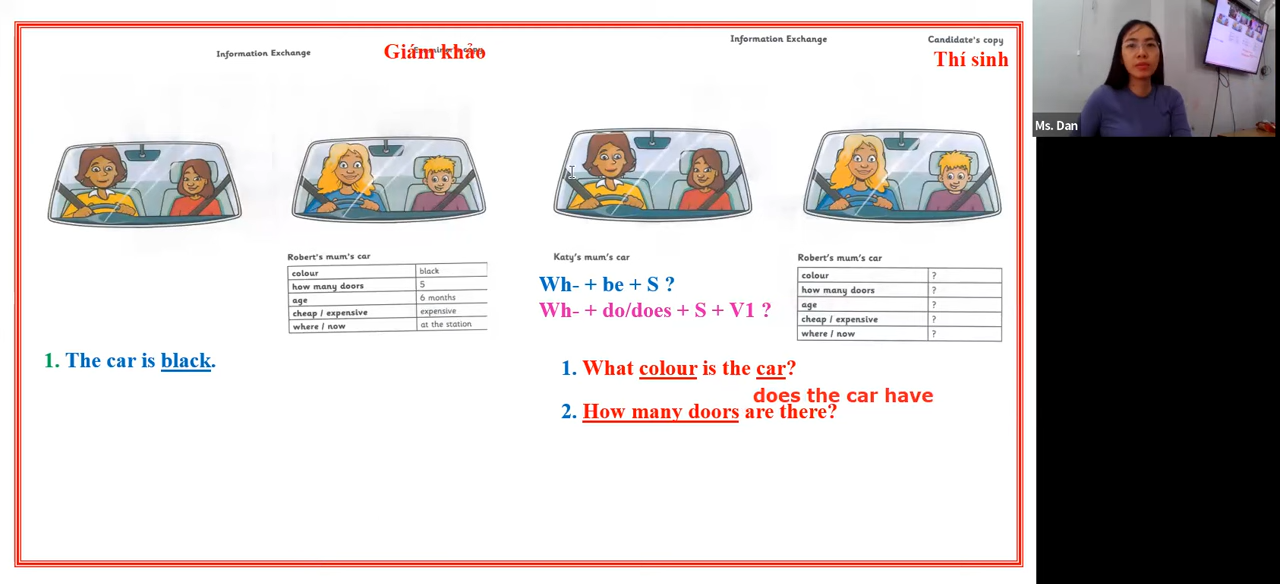 Information Exchange
Giám khảo
Information Exchange
Candidate's copy
Thí sinh
Ms. Dan
Robert's mum's car
colour black
how many doors 5
age 6 months
cheap / expensive expensive
where / now at the station
Katy's mum's car
Robert's mum's car
colour ?
how many doors ?
age ?
cheap / expensive ?
where / now ?
Wh- + be + S ?
Wh- + do/does + S + V1 ?
1. The car is black.
1. What colour is the car?
does the car have
2. How many doors are there?